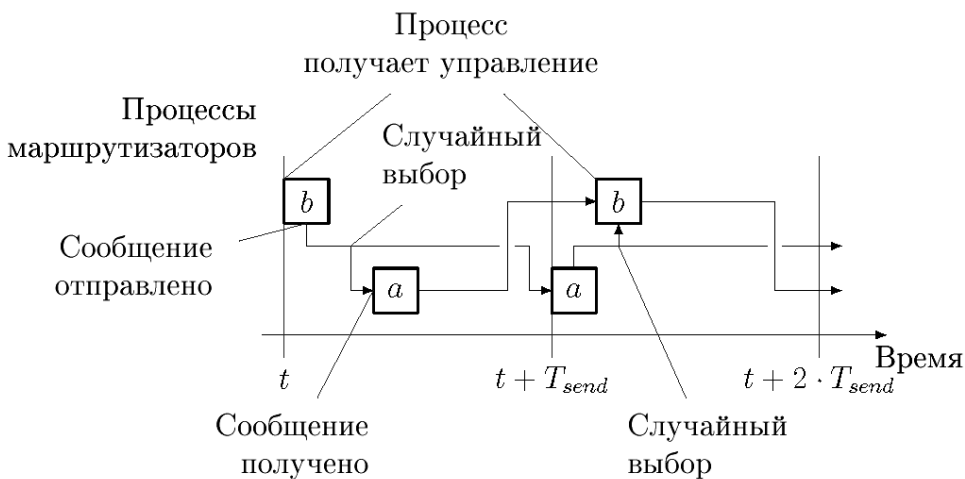 Процесс
получает управление
Процессы
маршрутизаторов
Случайный
выбор
b
b
Сообщение
отправлено
a
a
Время
t
t + T_send
t + 2 · T_send
Сообщение
получено
Случайный
выбор